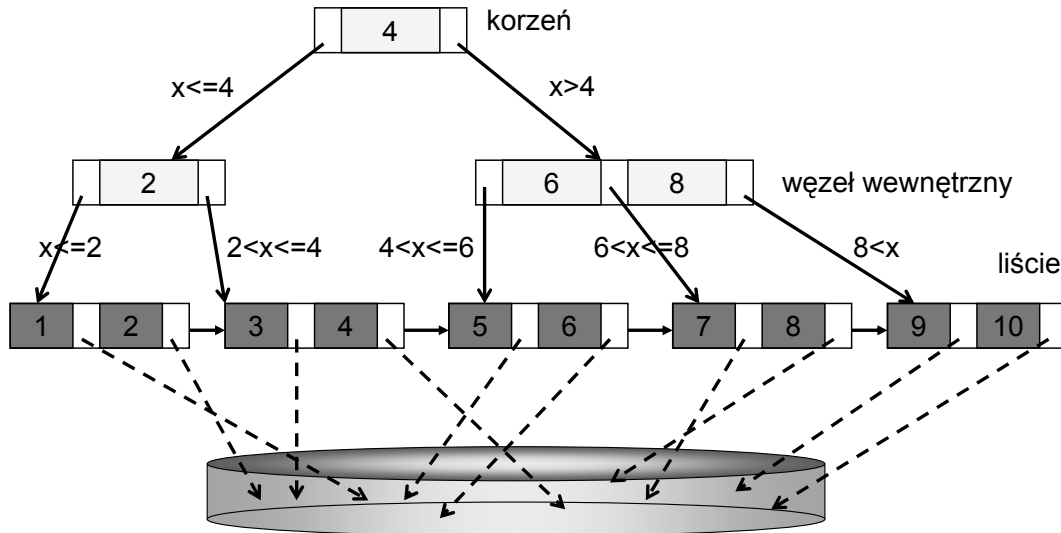 4
korzeń
x<=4
x>4
2
6
8
węzeł wewnętrzny
x<=2
2<x<=4
4<x<=6
6<x<=8
8<x
liście
1
2
3
4
5
6
7
8
9
10